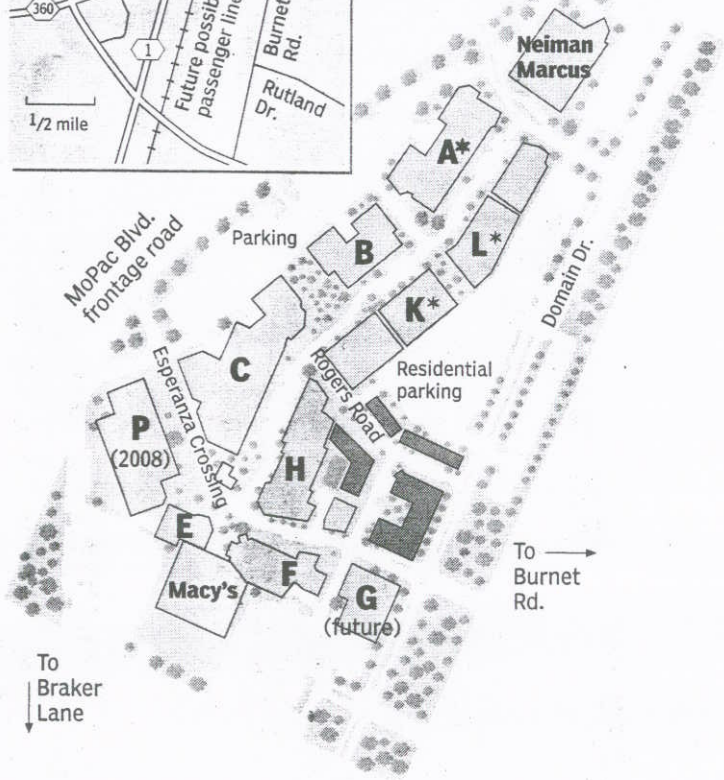 360
1
Future possib
passenger line
Burnet
Rd.
Rutland
Dr.
1/2 mile
Neiman
Marcus
A*
MoPac Blvd.
frontage road
Parking
B
L*
K*
Domain Dr.
C
Esperanza Crossing
Rogers Road
Residential
parking
P
(2008)
H
E
F
Macy's
G
(future)
To
Burnet
Rd.
To
Braker
Lane